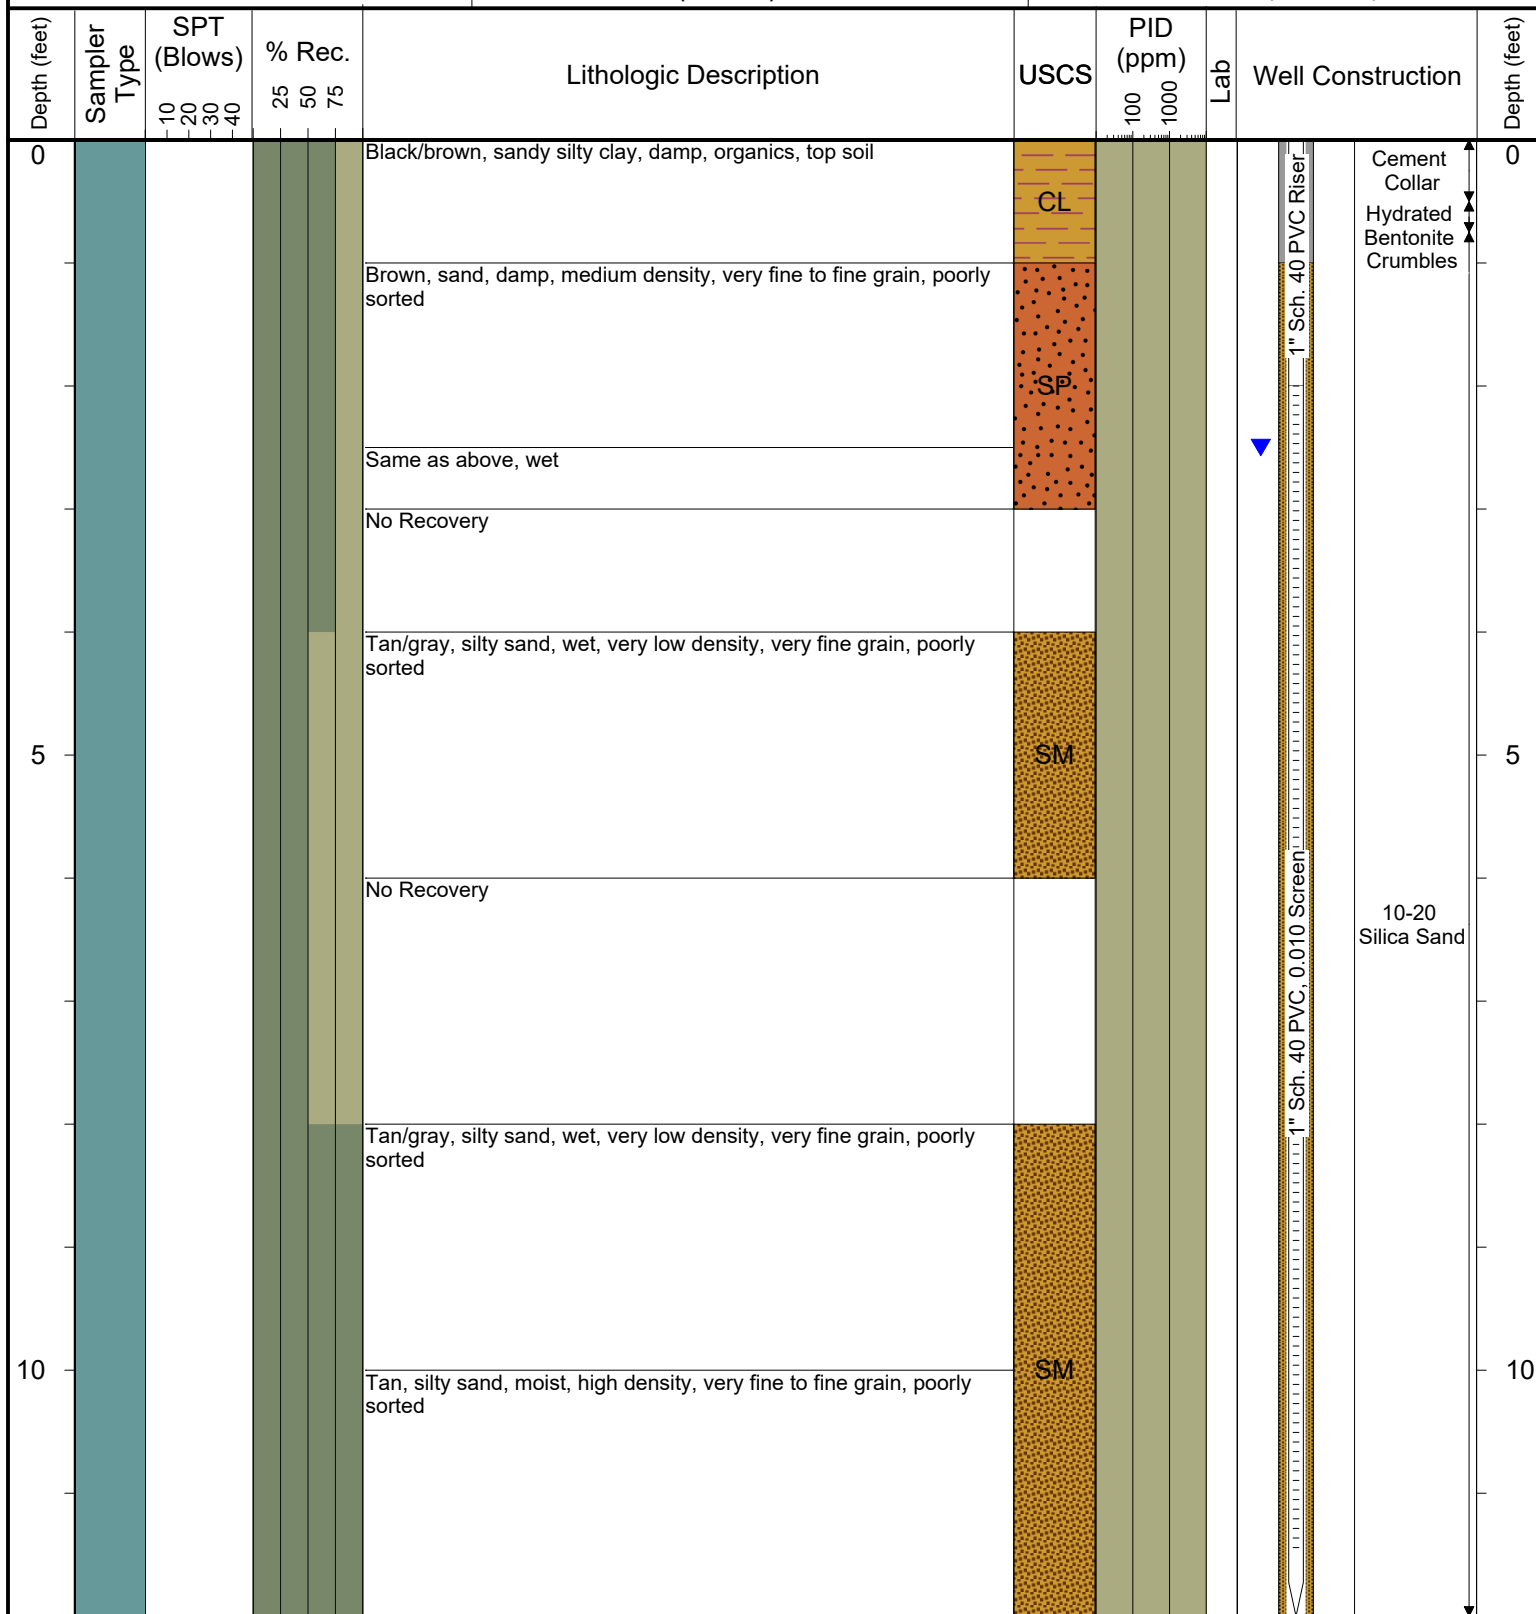 Depth (feet)
Sampler
Type
SPT
(Blows)
10
20
30
40
% Rec.
25
50
75
Lithologic Description
USCS
PID
(ppm)
100
1000
Lab
Well Construction
Depth (feet)
0
Black/brown, sandy silty clay, damp, organics, top soil
CL
1" Sch. 40 PVC Riser
Cement
Collar
Hydrated
Bentonite
Crumbles
0
Brown, sand, damp, medium density, very fine to fine grain, poorly
sorted
SP
Same as above, wet
No Recovery
Tan/gray, silty sand, wet, very low density, very fine grain, poorly
sorted
5
SM
5
No Recovery
1" Sch. 40 PVC, 0.010 Screen
10-20
Silica Sand
Tan/gray, silty sand, wet, very low density, very fine grain, poorly
sorted
10
SM
10
Tan, silty sand, moist, high density, very fine to fine grain, poorly
sorted